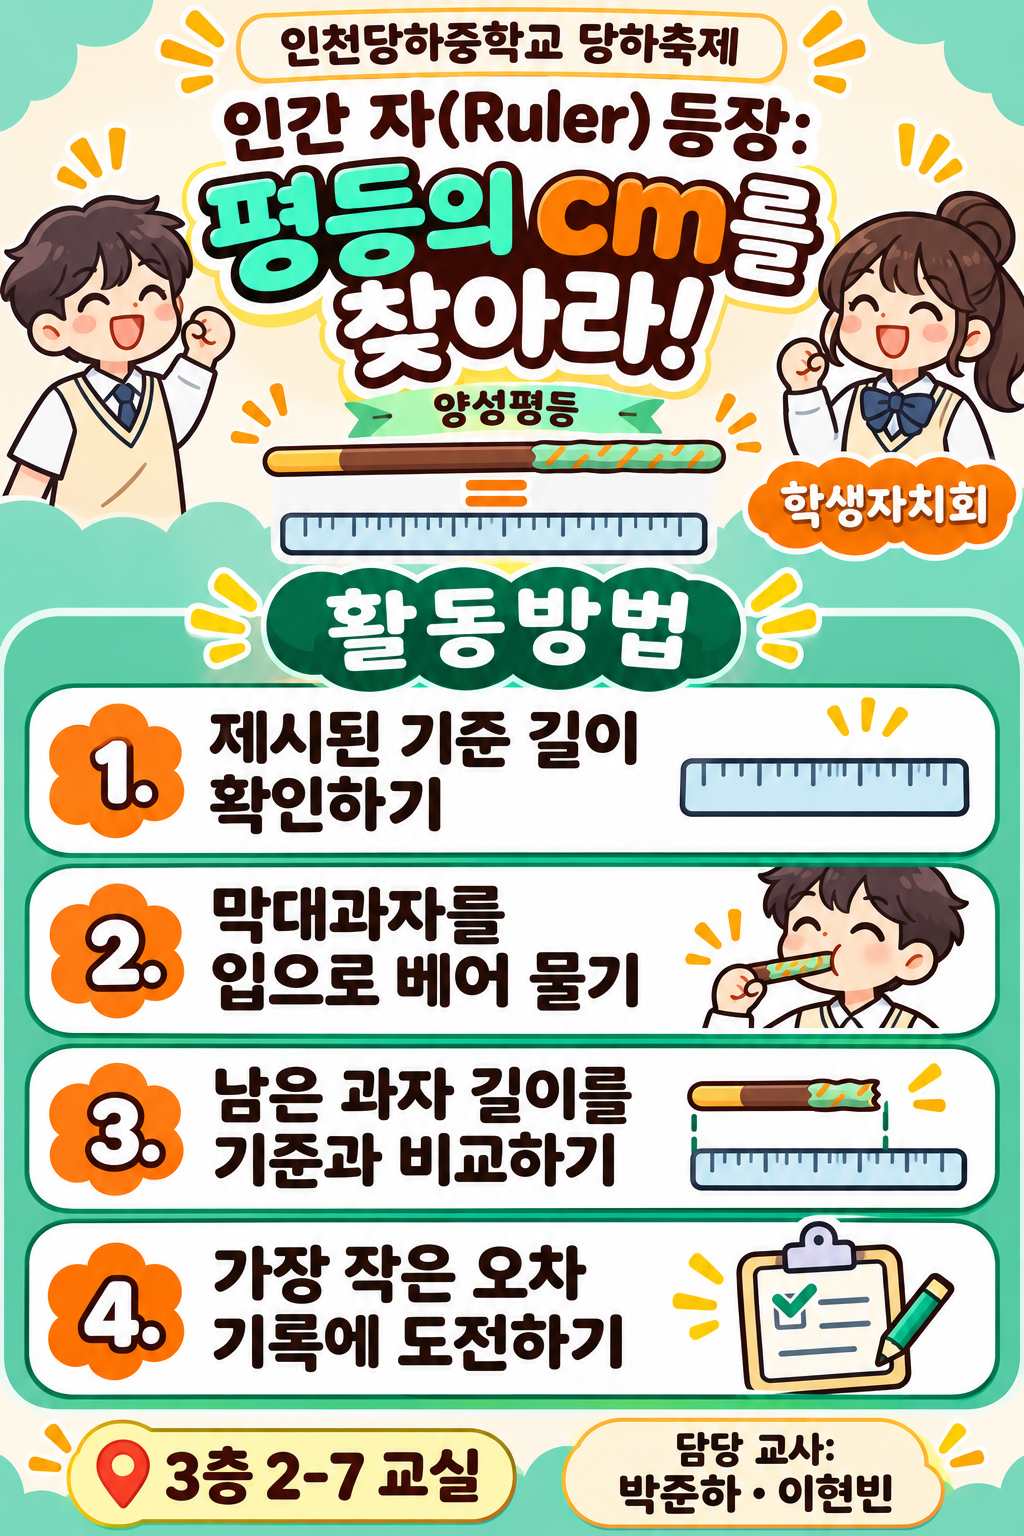 인천당하중학교 당하축제
인간 자(Ruler) 등장:
평등의 cm를
찾아라!
양성평등
학생자치회
활동방법
1.
제시된 기준 길이
확인하기
2.
막대과자를
입으로 베어 물기
3.
남은 과자 길이를
기준과 비교하기
4.
가장 작은 오차
기록에 도전하기
3층 2-7 교실
담당 교사:
박준하 · 이현빈